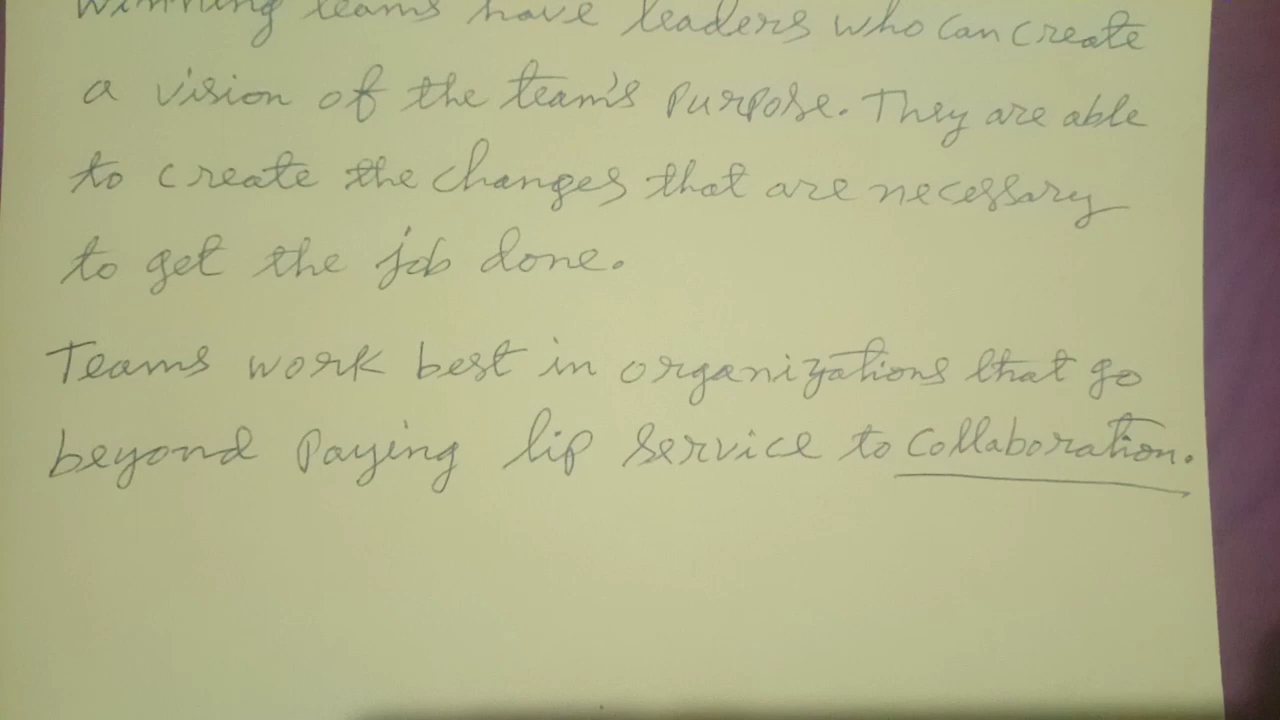 Winning teams have leaders who can create
a vision of the team's purpose. They are able
to create the changes that are necessary
to get the job done.
Teams work best in organizations that go
beyond paying lip service to collaboration.